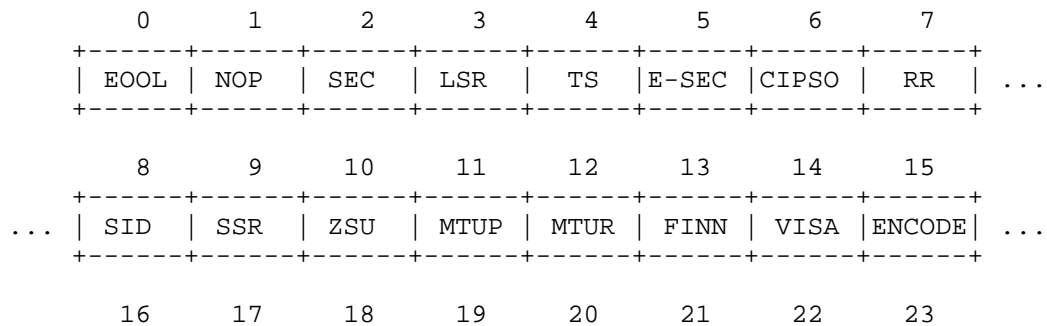 0 1 2 3 4 5 6 7
+------+------+------+------+------+------+------+------+
| EOOL | NOP | SEC | LSR | TS |E-SEC |CIPSO | RR | ...
+------+------+------+------+------+------+------+------+
8 9 10 11 12 13 14 15
+------+------+------+------+------+------+------+------+
... | SID | SSR | ZSU | MTUP | MTUR | FINN | VISA |ENCODE| ...
+------+------+------+------+------+------+------+------+
16 17 18 19 20 21 22 23